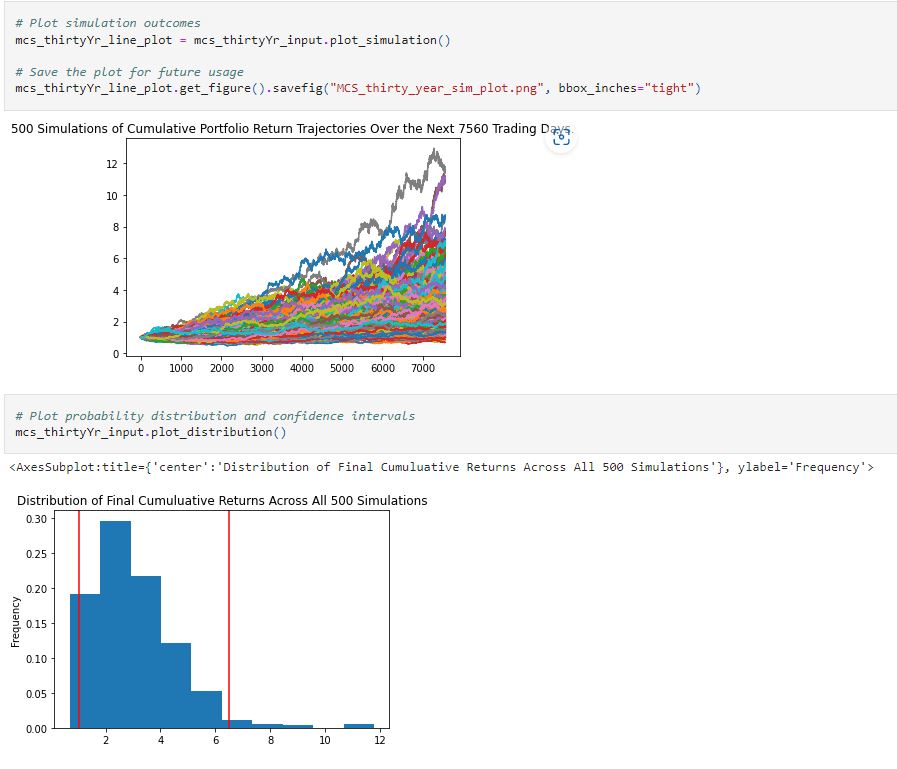 # Plot simulation outcomes
mcs_thirtyYr_line_plot = mcs_thirtyYr_input.plot_simulation()
# Save the plot for future usage
mcs_thirtyYr_line_plot.get_figure().savefig("MCS_thirty_year_sim_plot.png", bbox_inches="tight")
500 Simulations of Cumulative Portfolio Return Trajectories Over the Next 7560 Trading Days.
12
10
8
6
4
2
0
0 1000 2000 3000 4000 5000 6000 7000
# Plot probability distribution and confidence intervals
mcs_thirtyYr_input.plot_distribution()
<AxesSubplot:title={'center':'Distribution of Final Cumuluative Returns Across All 500 Simulations'}, ylabel='Frequency'>
Distribution of Final Cumuluative Returns Across All 500 Simulations
0.30
0.25
0.20
0.15
0.10
0.05
0.00
Frequency
2 4 6 8 10 12